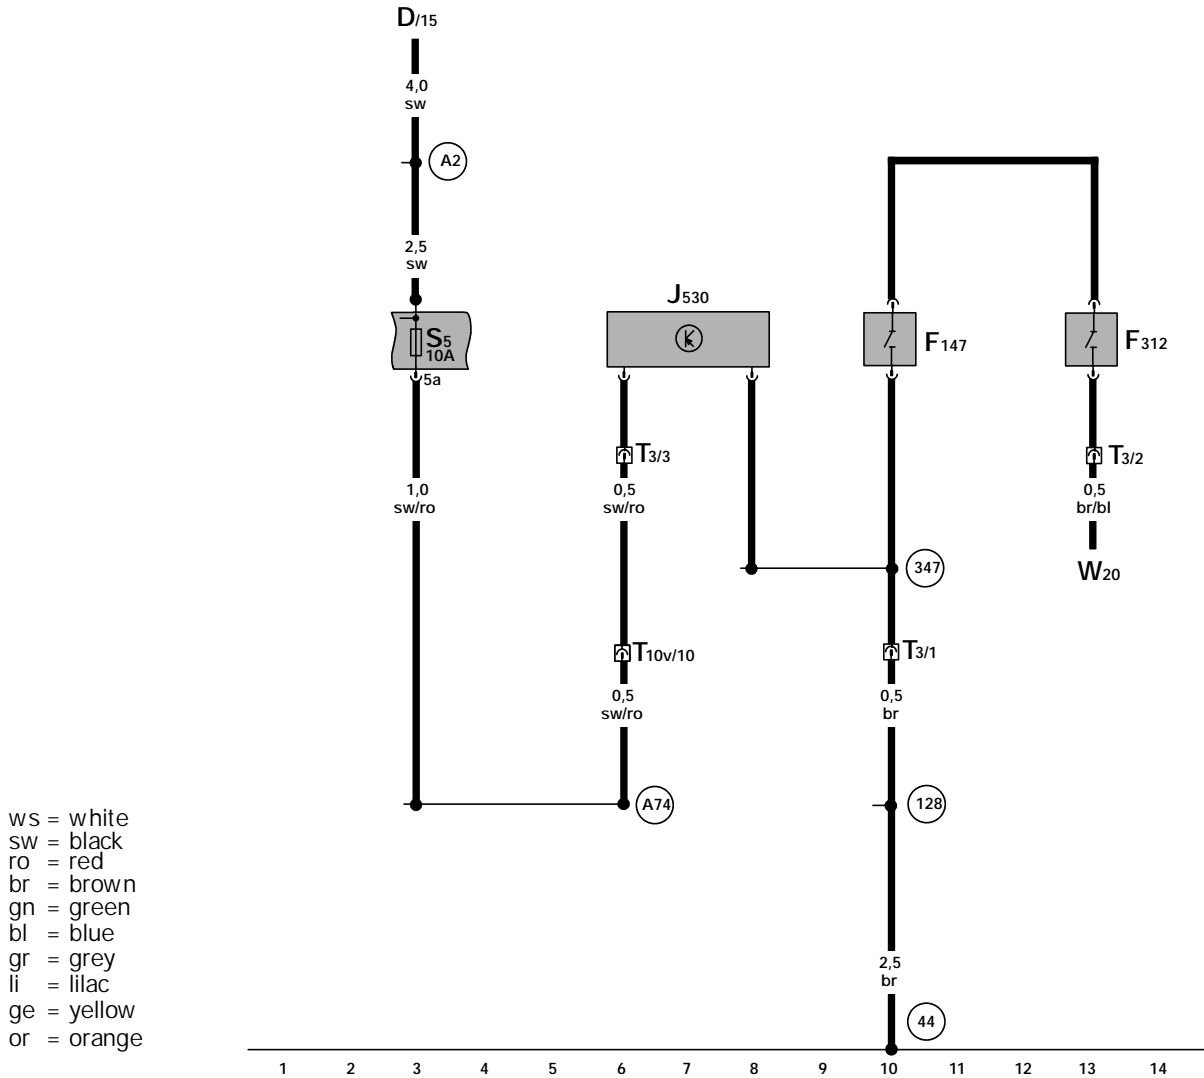 D/15
4,0
sw
A2
2,5
sw
S5
10A
5a
J530
F147
F312
T3/3
T3/2
1,0
sw/ro
0,5
sw/ro
0,5
br/bl
347
W20
T10v/10
T3/1
0,5
sw/ro
0,5
br
A74
128
ws = white
sw = black
ro = red
br = brown
gn = green
bl = blue
gr = grey
li = lilac
ge = yellow
or = orange
2,5
br
44
1 2 3 4 5 6 7 8 9 10 11 12 13 14